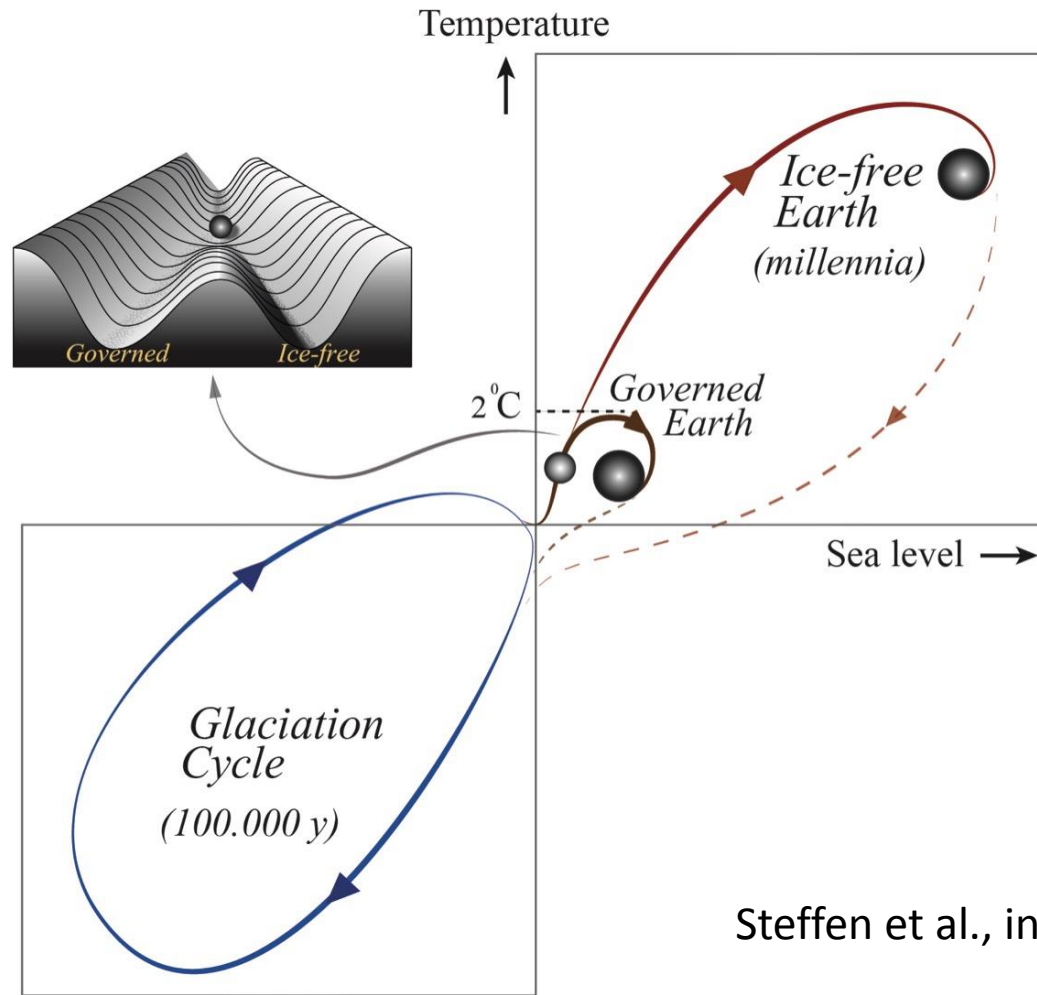 Temperature
Ice-free
Earth
(millennia)
Governed
Ice-free
2°C
Governed
Earth
Sea level
Glaciation
Cycle
(100.000 y)
Steffen et al., in